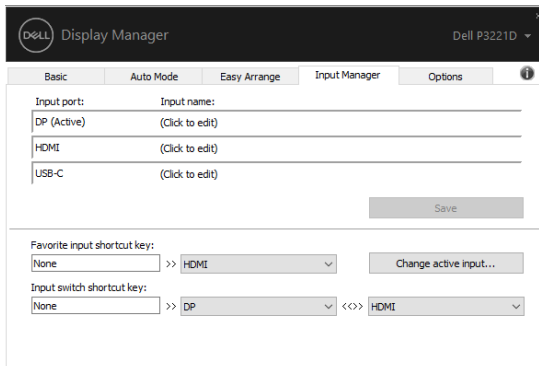 DELL Display Manager Dell P3221D
Basic Auto Mode Easy Arrange Input Manager Options
Input port: Input name:
DP (Active) (Click to edit)
HDMI (Click to edit)
USB-C (Click to edit)
Save
Favorite input shortcut key:
None >> HDMI Change active input...
Input switch shortcut key:
None >> DP <<>> HDMI